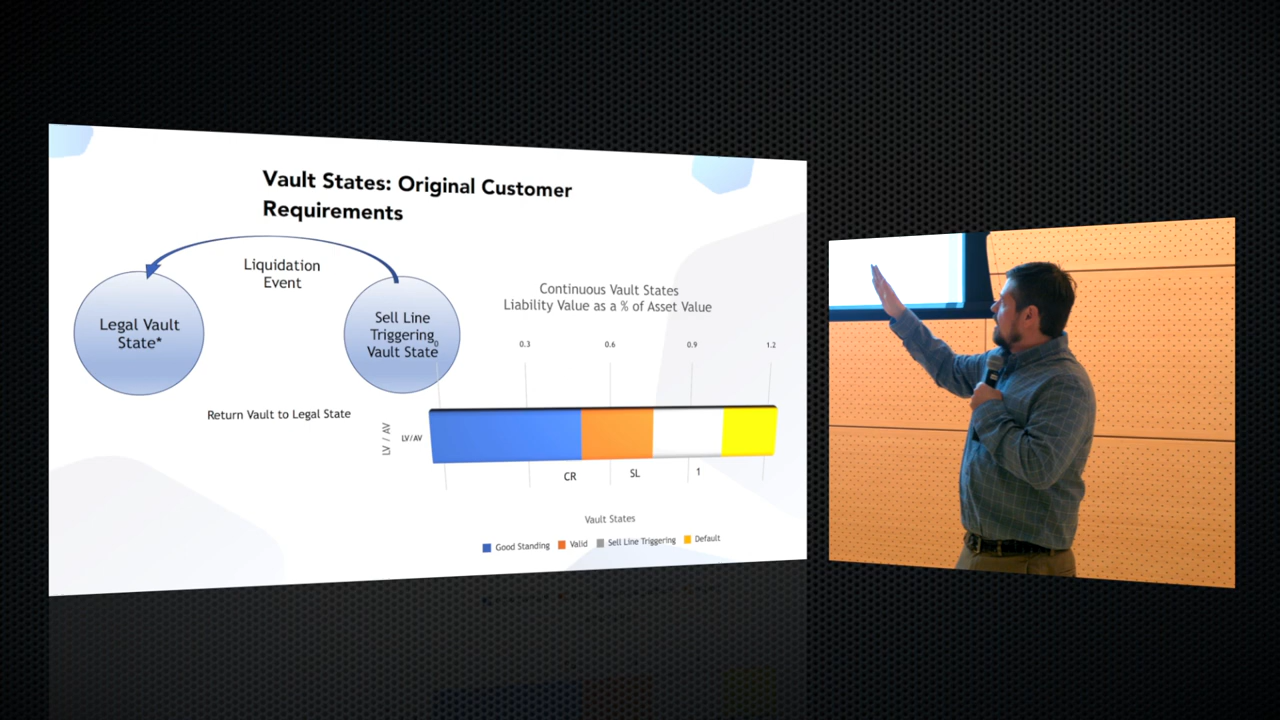 Vault States: Original Customer
Requirements
Liquidation
Event
Legal Vault
State*
Sell Line
Triggering
Vault State
Return Vault to Legal State
Continuous Vault States
Liability Value as a % of Asset Value
0
0.3
0.6
0.9
1.2
LV / AV
LV/AV
CR
SL
1
Vault States
Good Standing
Valid
Sell Line Triggering
Default